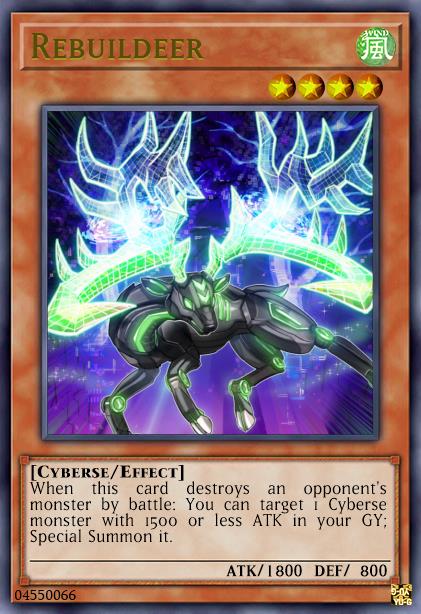 Rebuildeer
WIND
風
[Cyberse/Effect]
When this card destroys an opponent's
monster by battle: You can target 1 Cyberse
monster with 1500 or less ATK in your GY;
Special Summon it.
ATK/1800 DEF/ 800
04550066